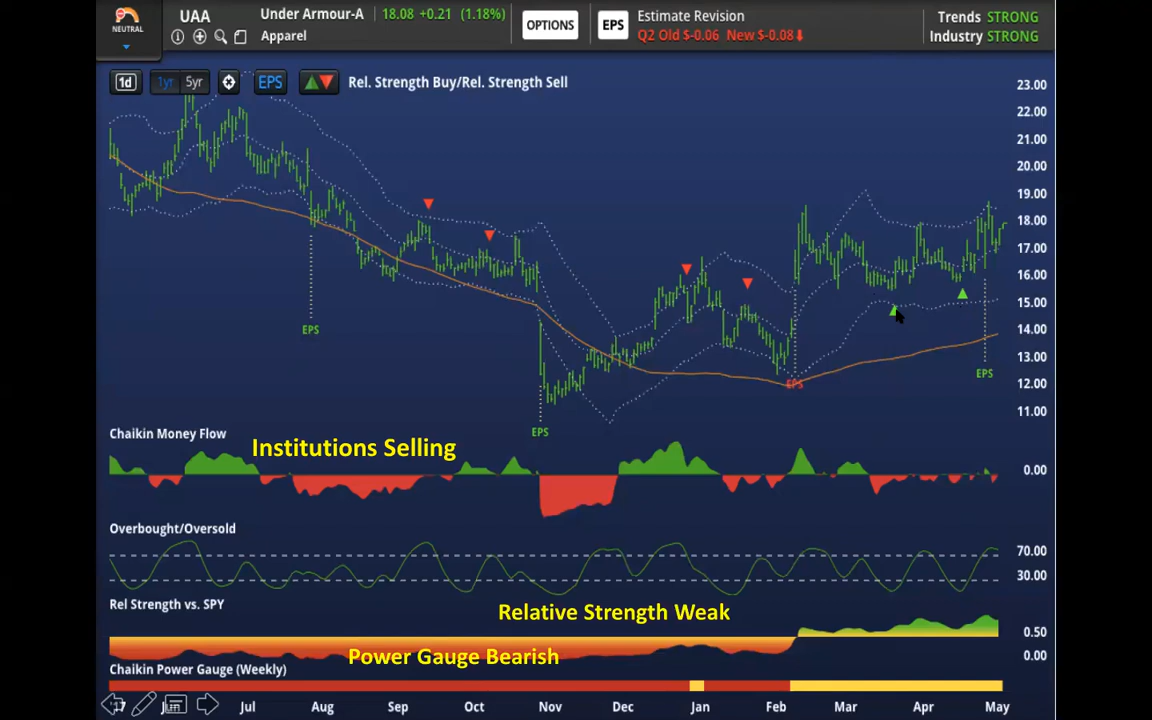 NEUTRAL
UAA
Under Armour-A 18.08 +0.21 (1.18%)
Apparel
OPTIONS
EPS
Estimate Revision
Q2 Old $-0.06 New $-0.08
Trends STRONG
Industry STRONG
1d 1yr 5yr EPS Rel. Strength Buy/Rel. Strength Sell
23.00
22.00
21.00
20.00
19.00
18.00
17.00
16.00
15.00
14.00
13.00
12.00
11.00
EPS
EPS
EPS
EPS
Chaikin Money Flow
Institutions Selling
0.00
Overbought/Oversold
70.00
30.00
Rel Strength vs. SPY
Relative Strength Weak
0.50
Power Gauge Bearish
0.00
Chaikin Power Gauge (Weekly)
'17 Jul Aug Sep Oct Nov Dec Jan Feb Mar Apr May